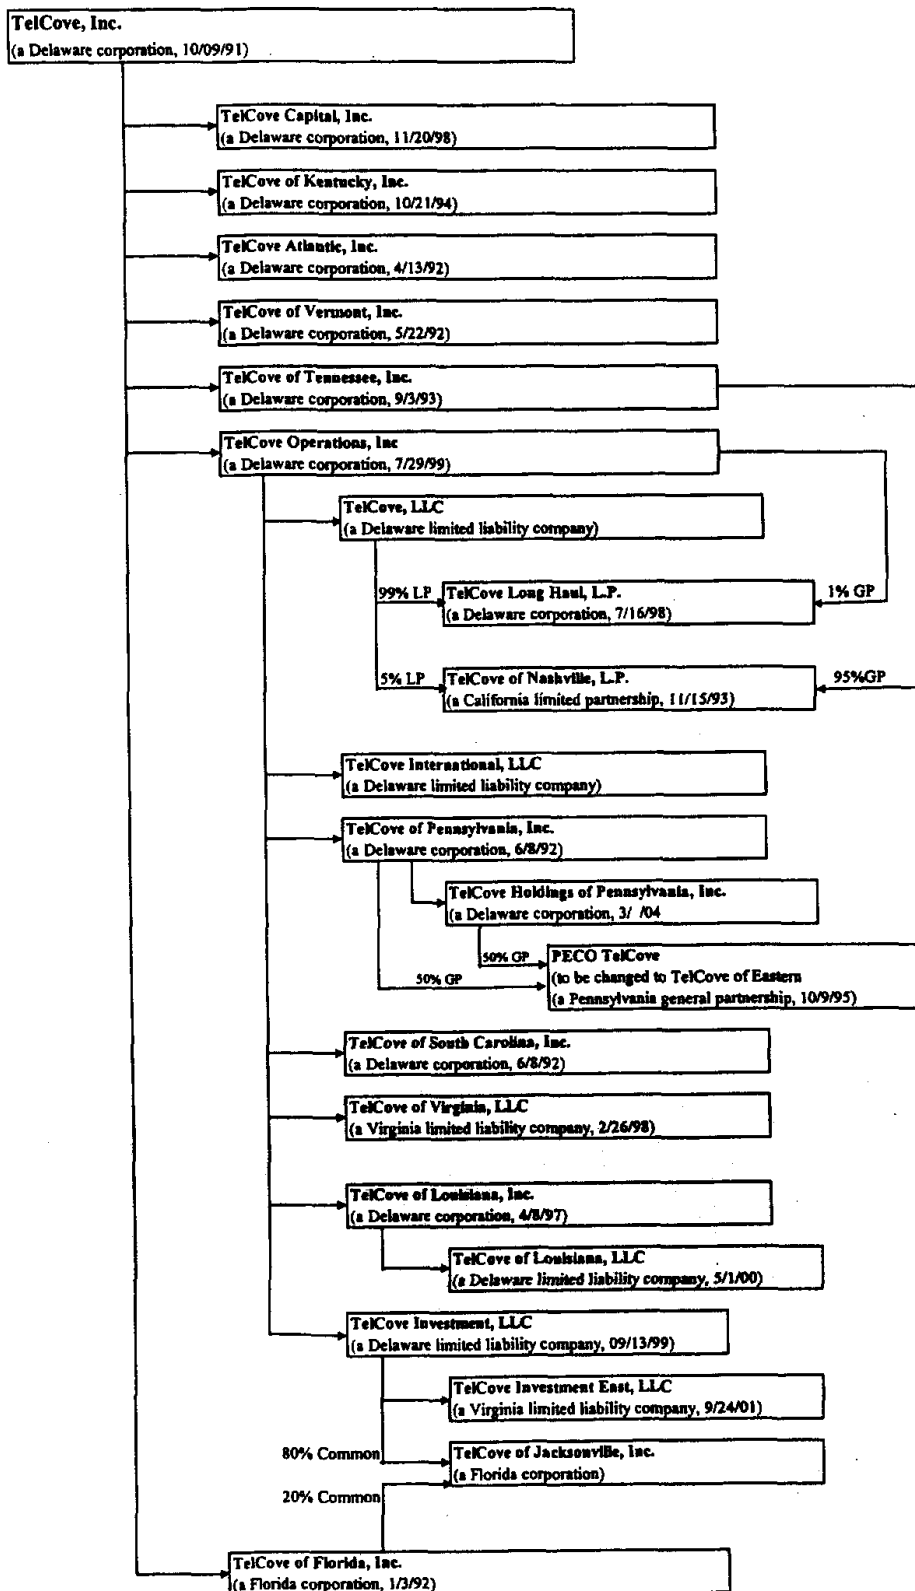 TelCove, Inc.
(a Delaware corporation, 10/09/91)
TelCove Capital, Inc.
(a Delaware corporation, 11/20/98)
TelCove of Kentucky, Inc.
(a Delaware corporation, 10/21/94)
TelCove Atlantic, Inc.
(a Delaware corporation, 4/13/92)
TelCove of Vermont, Inc.
(a Delaware corporation, 5/22/92)
TelCove of Tennessee, Inc.
(a Delaware corporation, 9/3/93)
TelCove Operations, Inc
(a Delaware corporation, 7/29/99)
TelCove, LLC
(a Delaware limited liability company)
99% LP
TelCove Long Haul, L.P.
(a Delaware corporation, 7/16/98)
1% GP
5% LP
TelCove of Nashville, L.P.
(a California limited partnership, 11/15/93)
95%GP
TelCove International, LLC
(a Delaware limited liability company)
TelCove of Pennsylvania, Inc.
(a Delaware corporation, 6/8/92)
TelCove Holdings of Pennsylvania, Inc.
(a Delaware corporation, 3/ /04
50% GP
PECO TelCove
(to be changed to TelCove of Eastern
(a Pennsylvania general partnership, 10/9/95)
50% GP
TelCove of South Carolina, Inc.
(a Delaware corporation, 6/8/92)
TelCove of Virginia, LLC
(a Virginia limited liability company, 2/26/98)
TelCove of Louisiana, Inc.
(a Delaware corporation, 4/8/97)
TelCove of Louisiana, LLC
(a Delaware limited liability company, 5/1/00)
TelCove Investment, LLC
(a Delaware limited liability company, 09/13/99)
TelCove Investment East, LLC
(a Virginia limited liability company, 9/24/01)
80% Common
TelCove of Jacksonville, Inc.
(a Florida corporation)
20% Common
TelCove of Florida, Inc.
(a Florida corporation, 1/3/92)